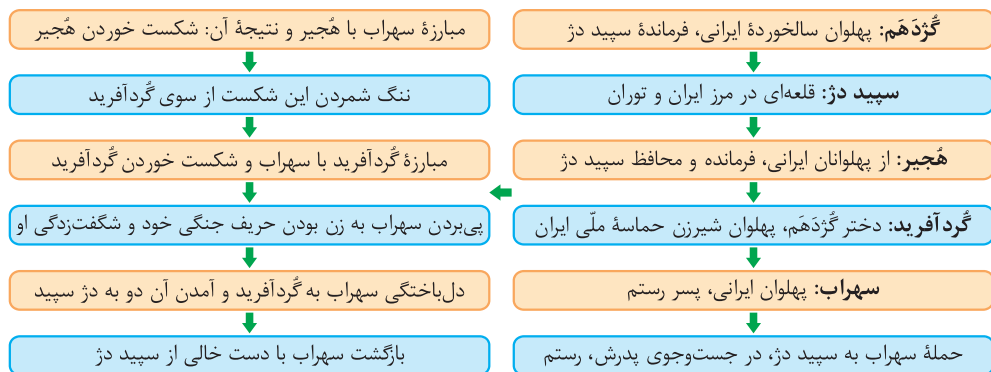 گُژدَهَم: پهلوان سالخوردهٔ ایرانی، فرماندهٔ سپید دژ
سپید دژ: قلعه‌ای در مرز ایران و توران
هُجیر: از پهلوانان ایرانی، فرمانده و محافظ سپید دژ
گُردآفرید: دختر گُژدَهَم، پهلوان شیرزن حماسهٔ ملّی ایران
سهراب: پهلوان ایرانی، پسر رستم
حملهٔ سهراب به سپید دژ، در جست‌وجوی پدرش، رستم
مبارزهٔ سهراب با هُجیر و نتیجهٔ آن: شکست خوردن هُجیر
ننگ شمردن این شکست از سوی گُردآفرید
مبارزهٔ گُردآفرید با سهراب و شکست خوردن گُردآفرید
پی‌بردن سهراب به زن بودن حریف جنگی خود و شگفت‌زدگی او
دل‌باختگی سهراب به گُردآفرید و آمدن آن دو به دژ سپید
بازگشت سهراب با دست خالی از سپید دژ